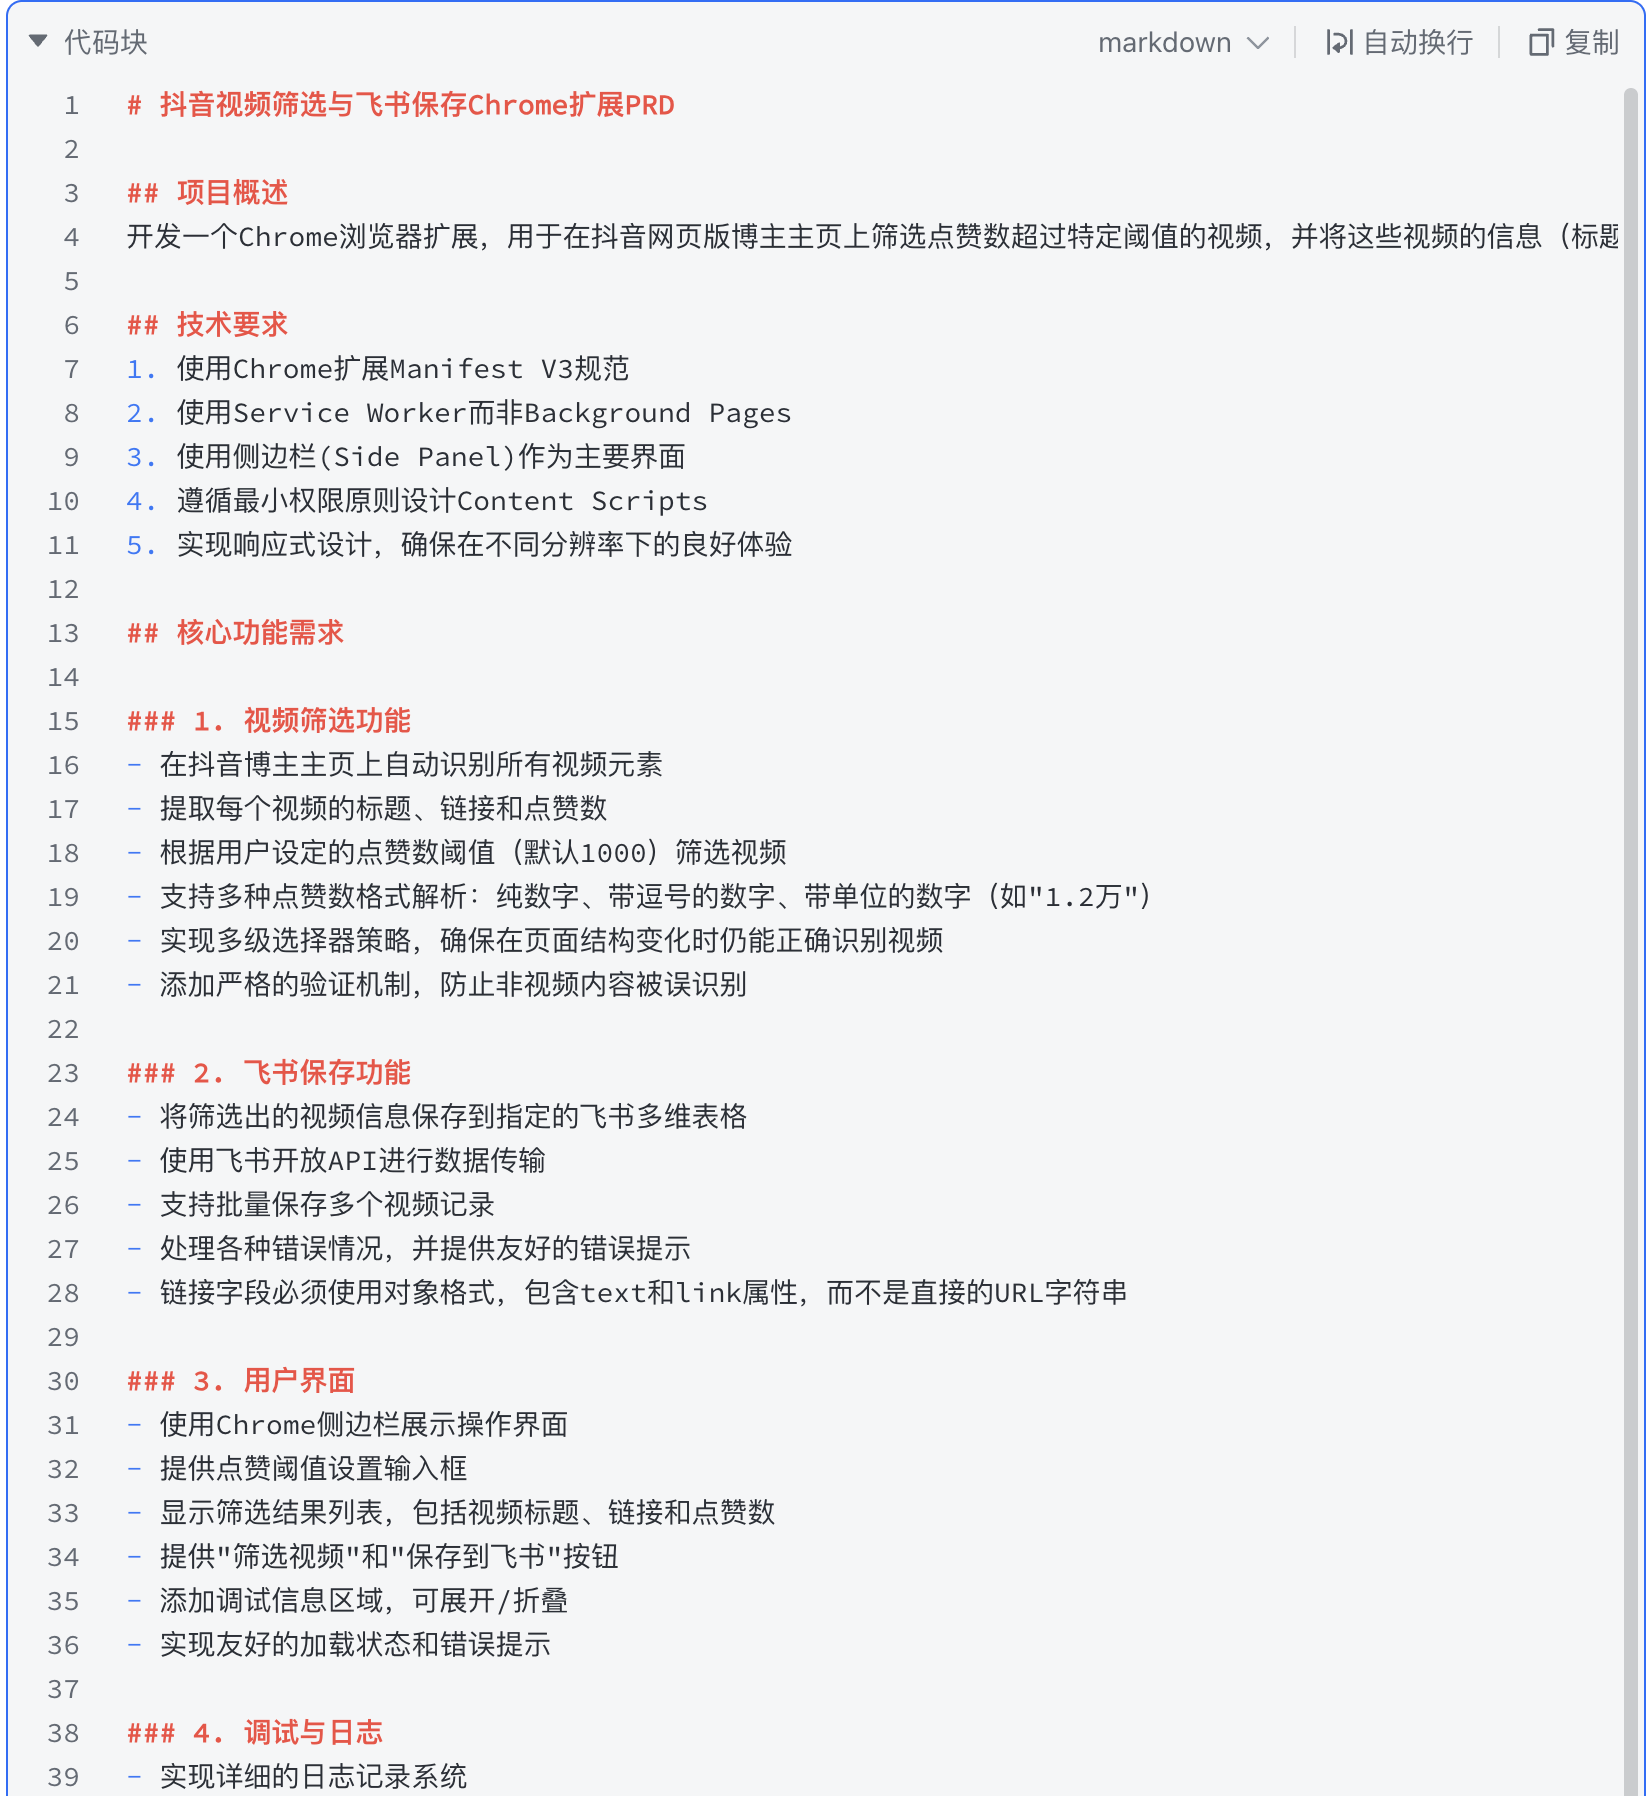 代码块
markdown
自动换行
复制
1 # 抖音视频筛选与飞书保存Chrome扩展PRD
2
3 ## 项目概述
4 开发一个Chrome浏览器扩展，用于在抖音网页版博主主页上筛选点赞数超过特定阈值的视频，并将这些视频的信息（标题
5
6 ## 技术要求
7 1. 使用Chrome扩展Manifest V3规范
8 2. 使用Service Worker而非Background Pages
9 3. 使用侧边栏(Side Panel)作为主要界面
10 4. 遵循最小权限原则设计Content Scripts
11 5. 实现响应式设计，确保在不同分辨率下的良好体验
12
13 ## 核心功能需求
14
15 ### 1. 视频筛选功能
16 - 在抖音博主主页上自动识别所有视频元素
17 - 提取每个视频的标题、链接和点赞数
18 - 根据用户设定的点赞数阈值（默认1000）筛选视频
19 - 支持多种点赞数格式解析：纯数字、带逗号的数字、带单位的数字（如"1.2万"）
20 - 实现多级选择器策略，确保在页面结构变化时仍能正确识别视频
21 - 添加严格的验证机制，防止非视频内容被误识别
22
23 ### 2. 飞书保存功能
24 - 将筛选出的视频信息保存到指定的飞书多维表格
25 - 使用飞书开放API进行数据传输
26 - 支持批量保存多个视频记录
27 - 处理各种错误情况，并提供友好的错误提示
28 - 链接字段必须使用对象格式，包含text和link属性，而不是直接的URL字符串
29
30 ### 3. 用户界面
31 - 使用Chrome侧边栏展示操作界面
32 - 提供点赞阈值设置输入框
33 - 显示筛选结果列表，包括视频标题、链接和点赞数
34 - 提供"筛选视频"和"保存到飞书"按钮
35 - 添加调试信息区域，可展开/折叠
36 - 实现友好的加载状态和错误提示
37
38 ### 4. 调试与日志
39 - 实现详细的日志记录系统